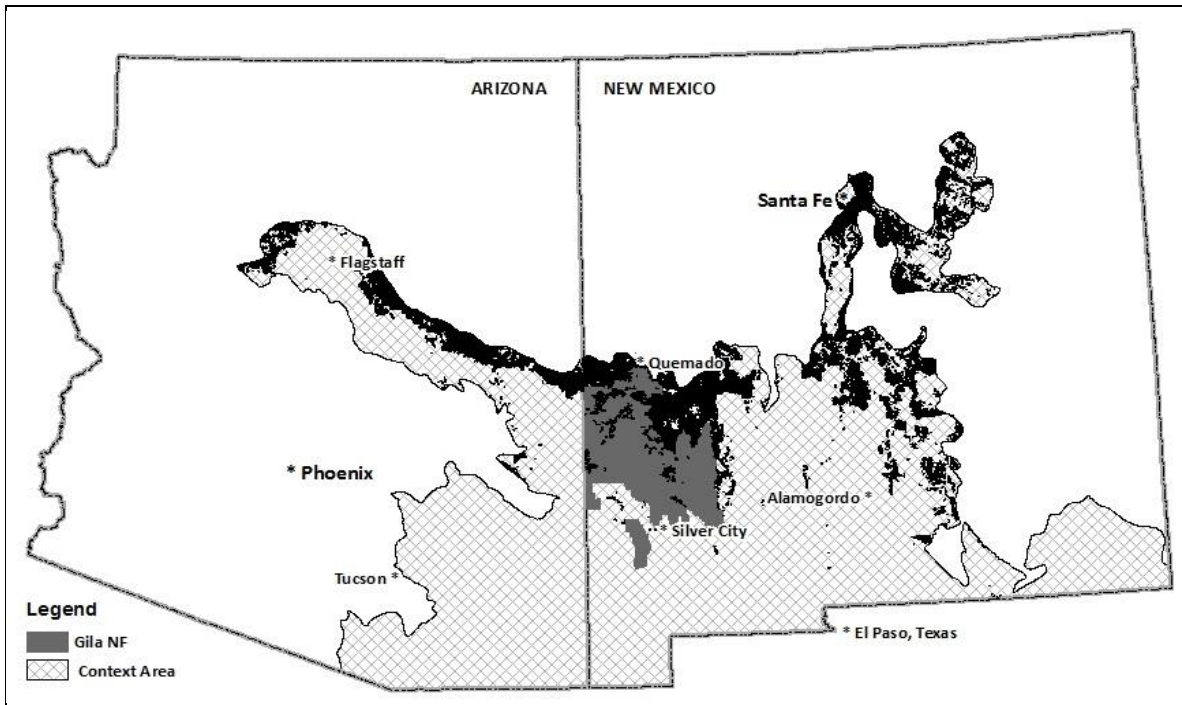 ARIZONA
NEW MEXICO
Santa Fe *
* Flagstaff
* Quemado
* Phoenix
Alamogordo *
* Silver City
Tucson *
Legend
Gila NF
Context Area
* El Paso, Texas